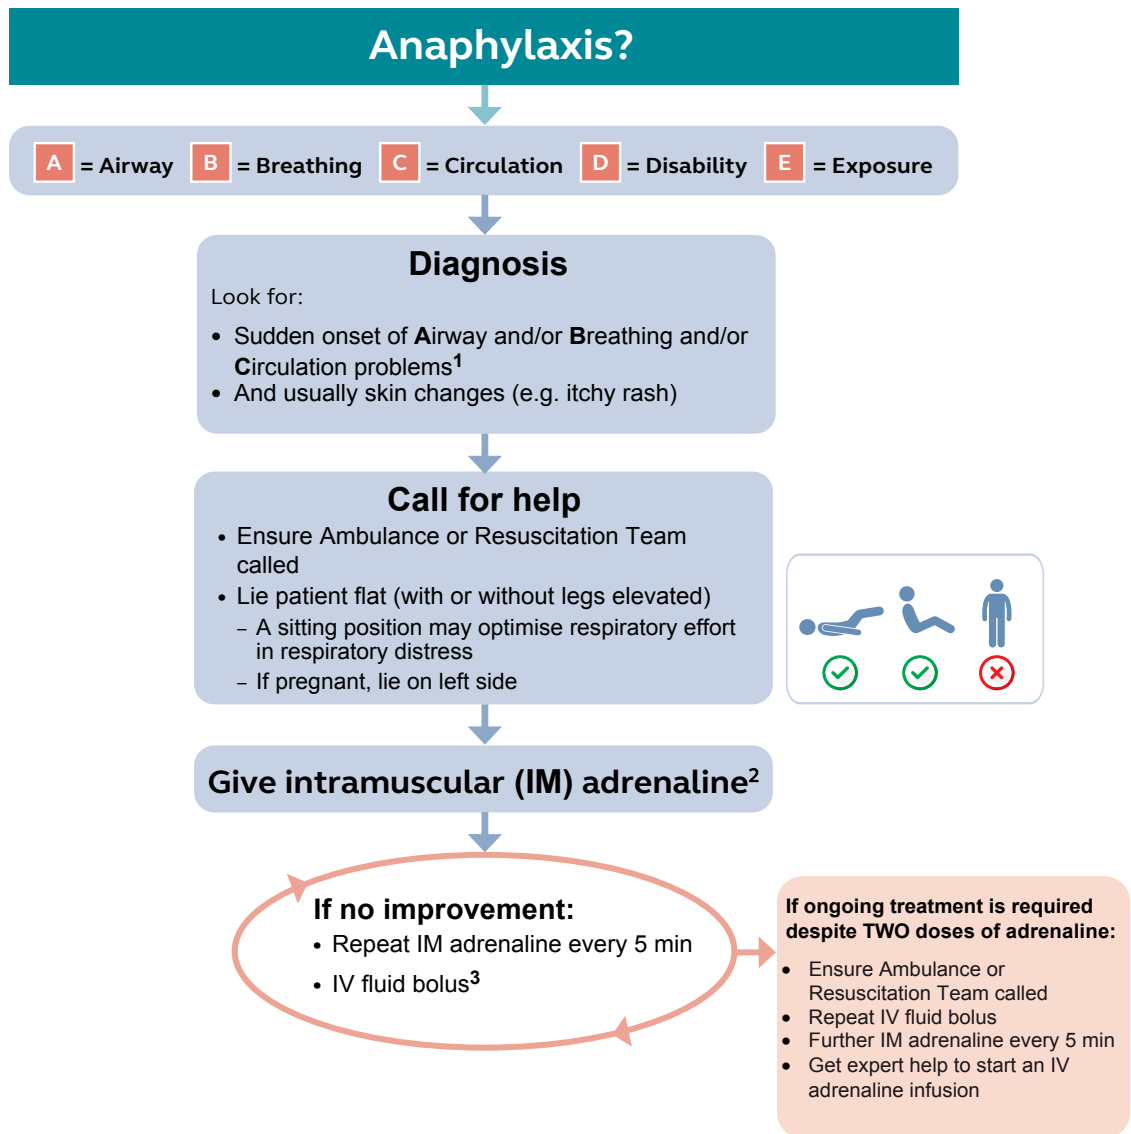 Anaphylaxis?
A = Airway B = Breathing C = Circulation D = Disability E = Exposure
Diagnosis
Look for:
• Sudden onset of Airway and/or Breathing and/or
Circulation problems1
• And usually skin changes (e.g. itchy rash)
Call for help
• Ensure Ambulance or Resuscitation Team
called
• Lie patient flat (with or without legs elevated)
– A sitting position may optimise respiratory effort
in respiratory distress
– If pregnant, lie on left side
Give intramuscular (IM) adrenaline2
If no improvement:
• Repeat IM adrenaline every 5 min
• IV fluid bolus3
If ongoing treatment is required
despite TWO doses of adrenaline:
• Ensure Ambulance or
Resuscitation Team called
• Repeat IV fluid bolus
• Further IM adrenaline every 5 min
• Get expert help to start an IV
adrenaline infusion